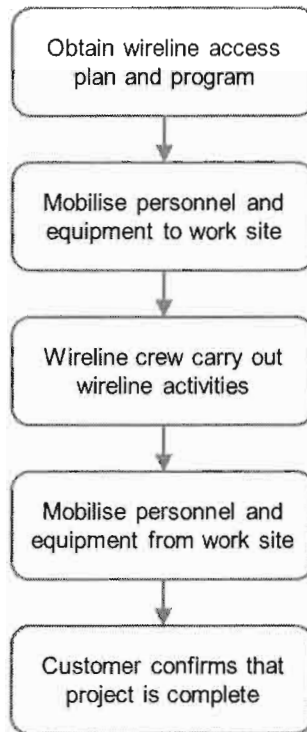 Obtain wireline access
plan and program
Mobilise personnel and
equipment to work site
Wireline crew carry out
wireline activities
Mobilise personnel and
equipment from work site
Customer confirms that
project is complete